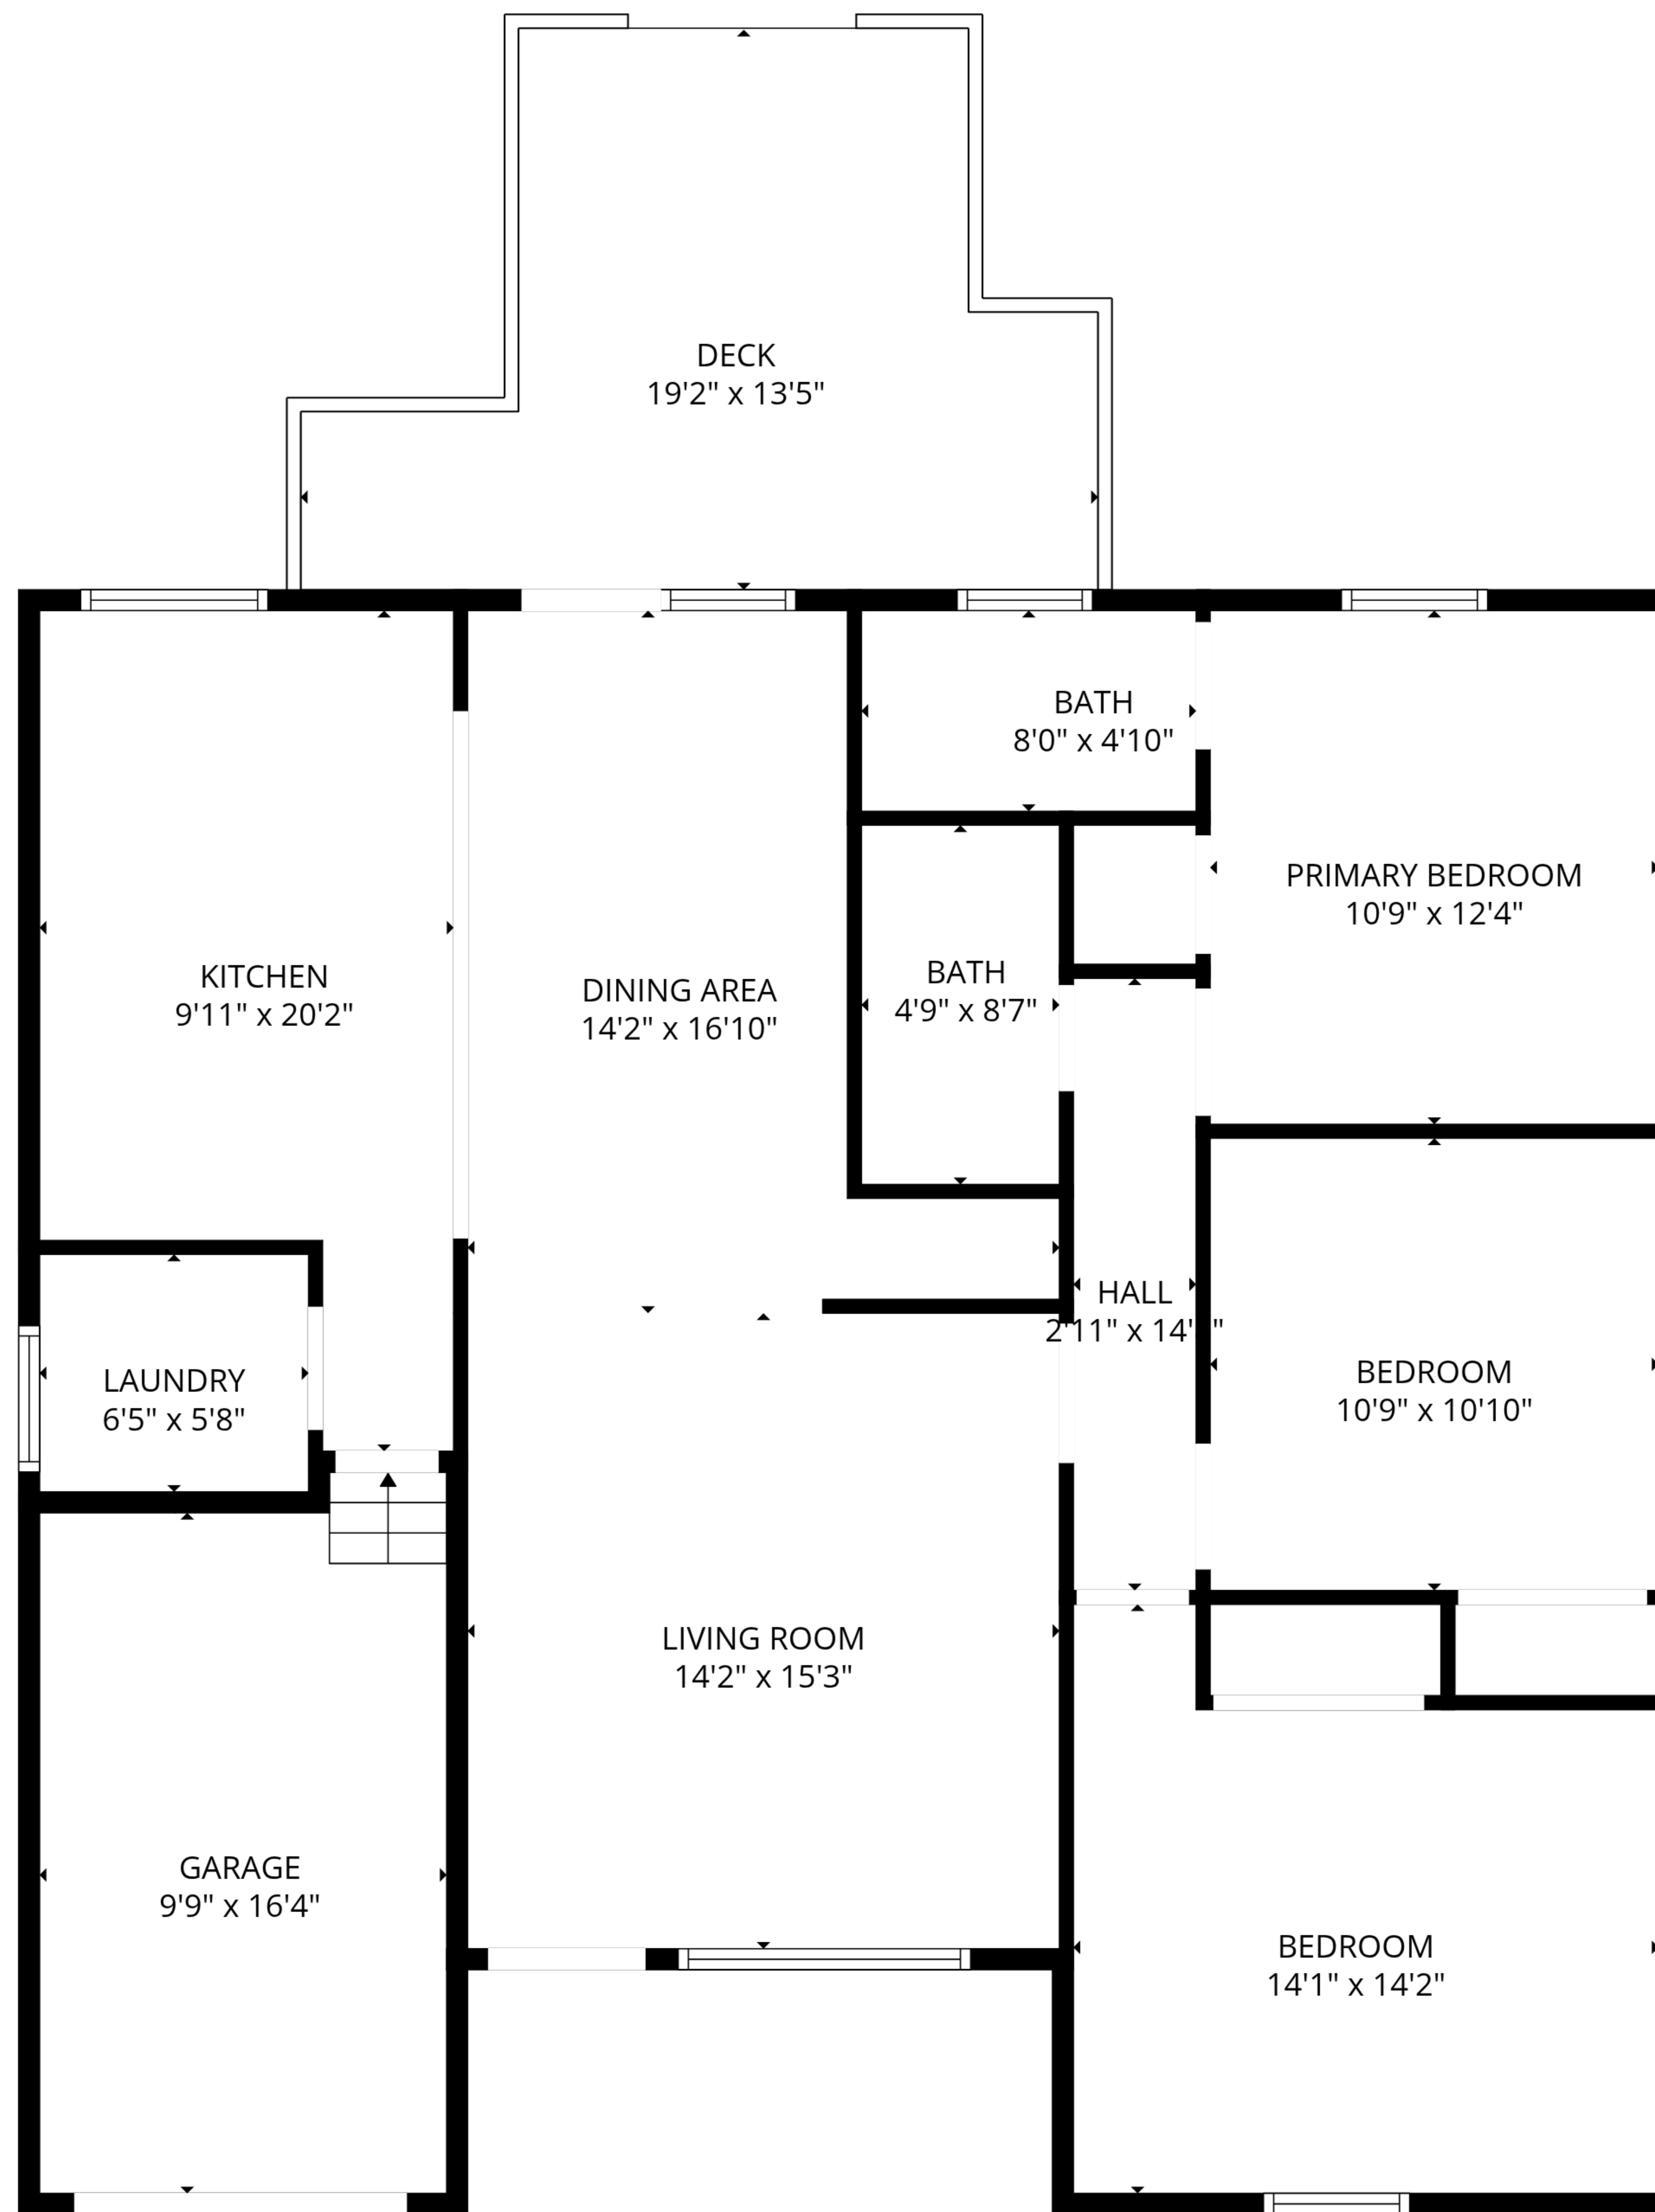 DECK
19'2" x 13'5"
BATH
8'0" x 4'10"
PRIMARY BEDROOM
10'9" x 12'4"
KITCHEN
9'11" x 20'2"
DINING AREA
14'2" x 16'10"
BATH
4'9" x 8'7"
HALL
2'11" x
LAUNDRY
6'5" x 5'8"
BEDROOM
10'9" x 10'10"
LIVING ROOM
14'2" x 15'3"
GARAGE
9'9" x 16'4"
BEDROOM
14'1" x 14'2"